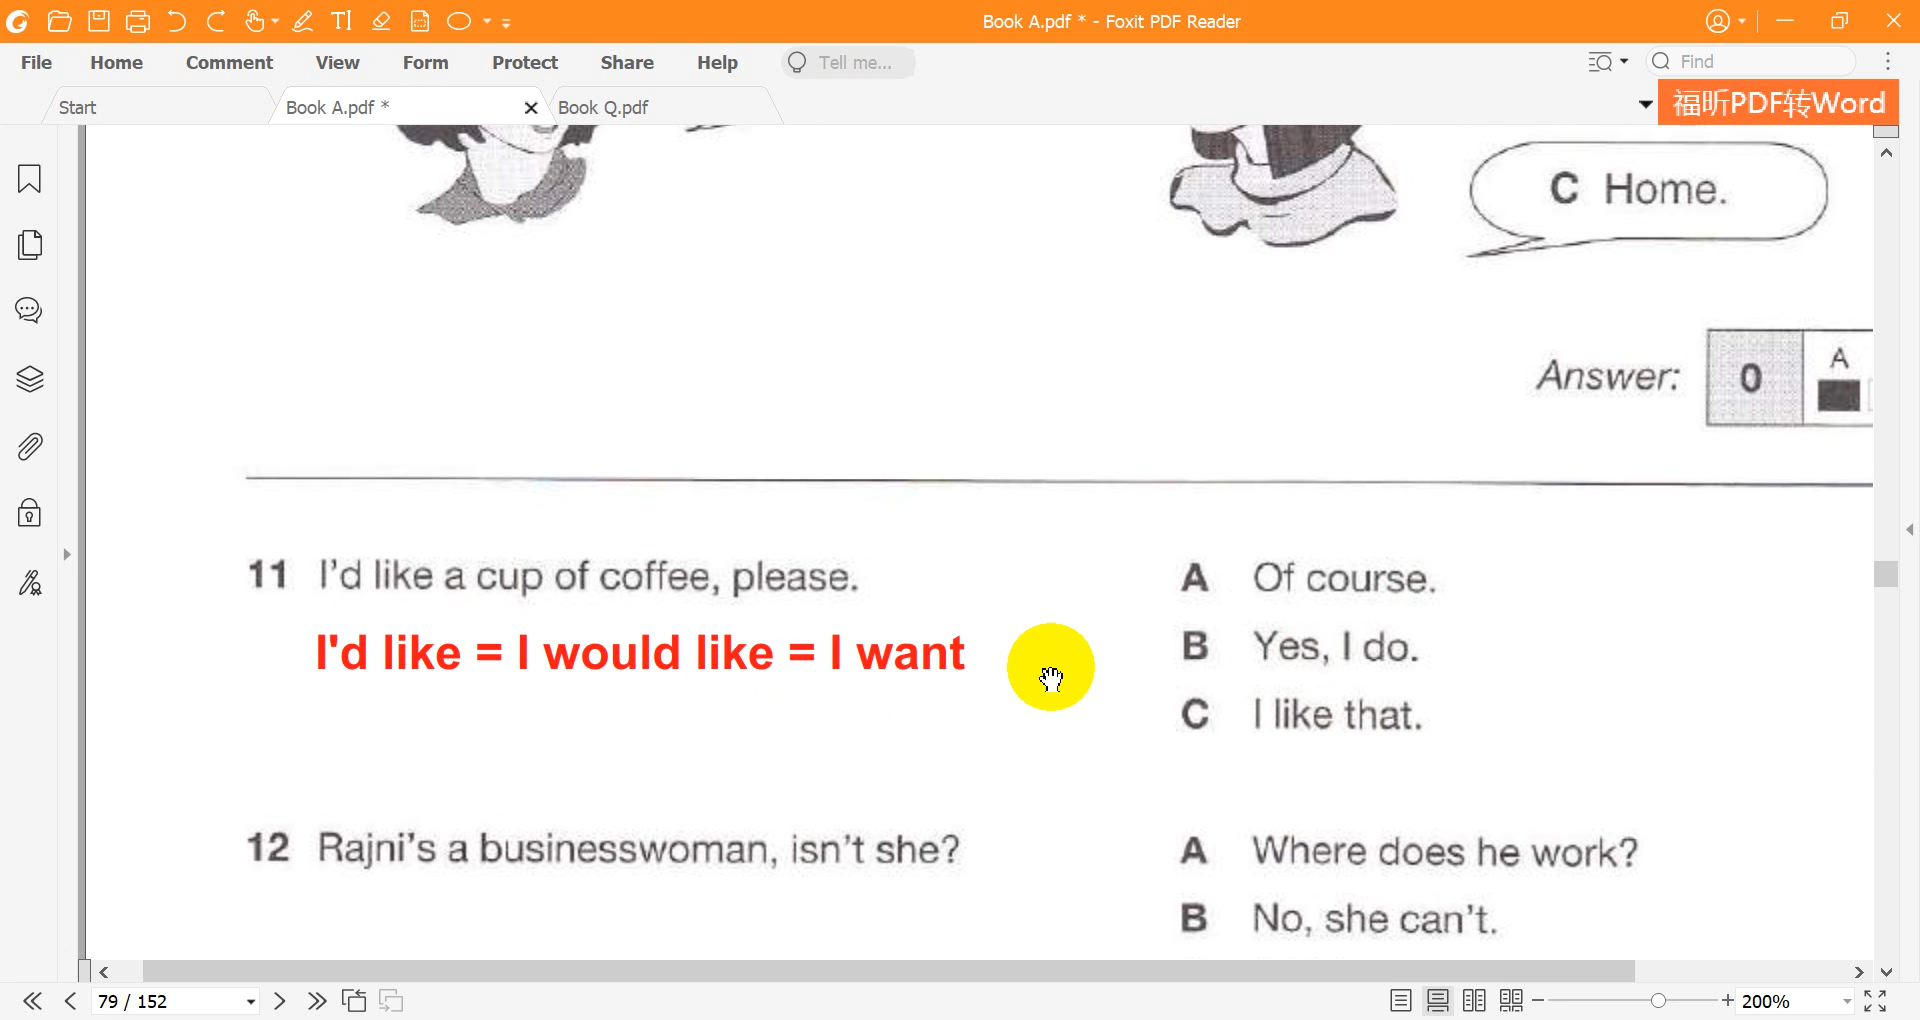 Book A.pdf * - Foxit PDF Reader
File Home Comment View Form Protect Share Help Tell me... Find
Start Book A.pdf * Book Q.pdf 福昕PDF转Word
C Home.
Answer: 0 A
11 I'd like a cup of coffee, please.
A Of course.
I'd like = I would like = I want
B Yes, I do.
C I like that.
12 Rajni's a businesswoman, isn't she?
A Where does he work?
B No, she can't.
79 / 152 200%